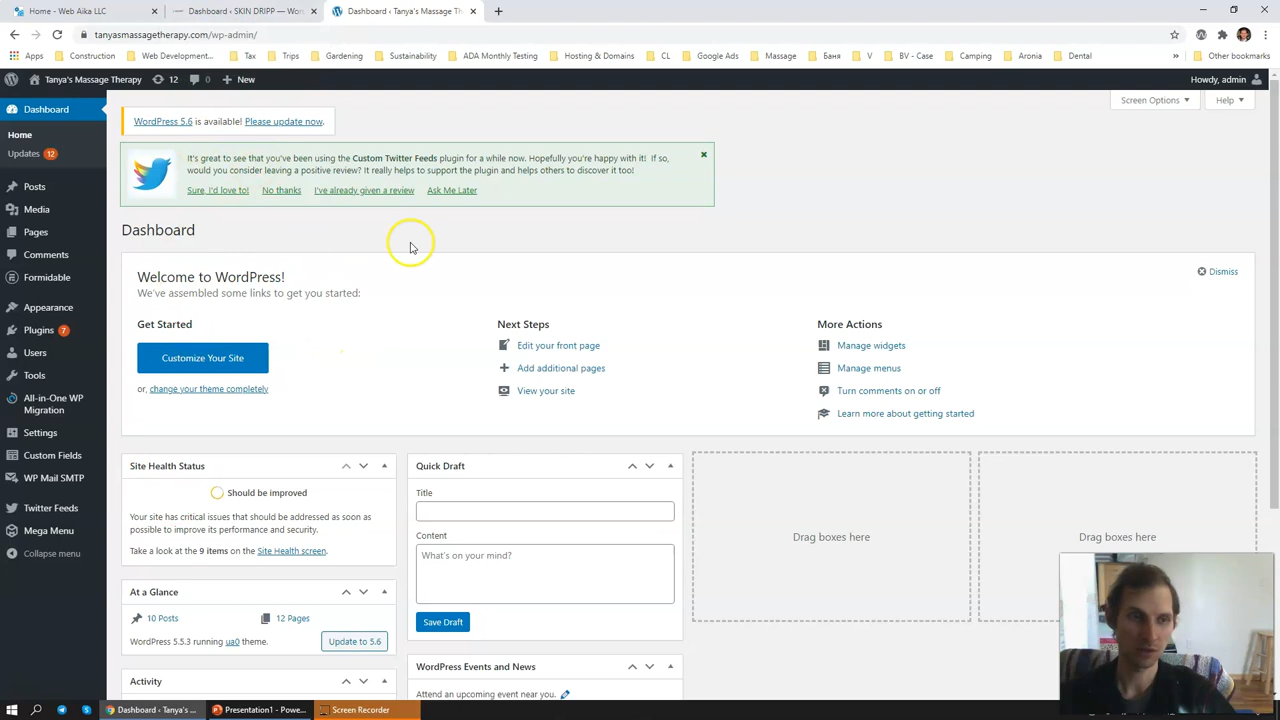 Home - Web Aika LLC
Dashboard ‹ SKIN DRIPP — Wor
Dashboard ‹ Tanya's Massage Th
tanyasmassagetherapy.com/wp-admin/
Apps
Construction
Web Development...
Tax
Trips
Gardening
Sustainability
ADA Monthly Testing
Hosting & Domains
CL
Google Ads
Massage
Баня
V
BV - Case
Camping
Aronia
Dental
»
Other bookmarks
Tanya's Massage Therapy
12
0
New
Howdy, admin
Dashboard
Home
Updates 12
Posts
Media
Pages
Comments
Formidable
Appearance
Plugins 7
Users
Tools
All-in-One WP
Migration
Settings
Custom Fields
WP Mail SMTP
Twitter Feeds
Mega Menu
Collapse menu
Screen Options
Help
WordPress 5.6 is available! Please update now.
It's great to see that you've been using the Custom Twitter Feeds plugin for a while now. Hopefully you're happy with it! If so,
would you consider leaving a positive review? It really helps to support the plugin and helps others to discover it too!
Sure, I'd love to!
No thanks
I've already given a review
Ask Me Later
Dashboard
Welcome to WordPress!
We've assembled some links to get you started:
Dismiss
Get Started
Customize Your Site
or, change your theme completely
Next Steps
Edit your front page
Add additional pages
View your site
More Actions
Manage widgets
Manage menus
Turn comments on or off
Learn more about getting started
Site Health Status
Should be improved
Your site has critical issues that should be addressed as soon as
possible to improve its performance and security.
Take a look at the 9 items on the Site Health screen.
At a Glance
10 Posts
12 Pages
WordPress 5.5.3 running ua0 theme.
Update to 5.6
Activity
Quick Draft
Title
Content
What's on your mind?
Save Draft
WordPress Events and News
Attend an upcoming event near you.
Drag boxes here
Drag boxes here
Dashboard ‹ Tanya's...
Presentation1 - Powe...
Screen Recorder